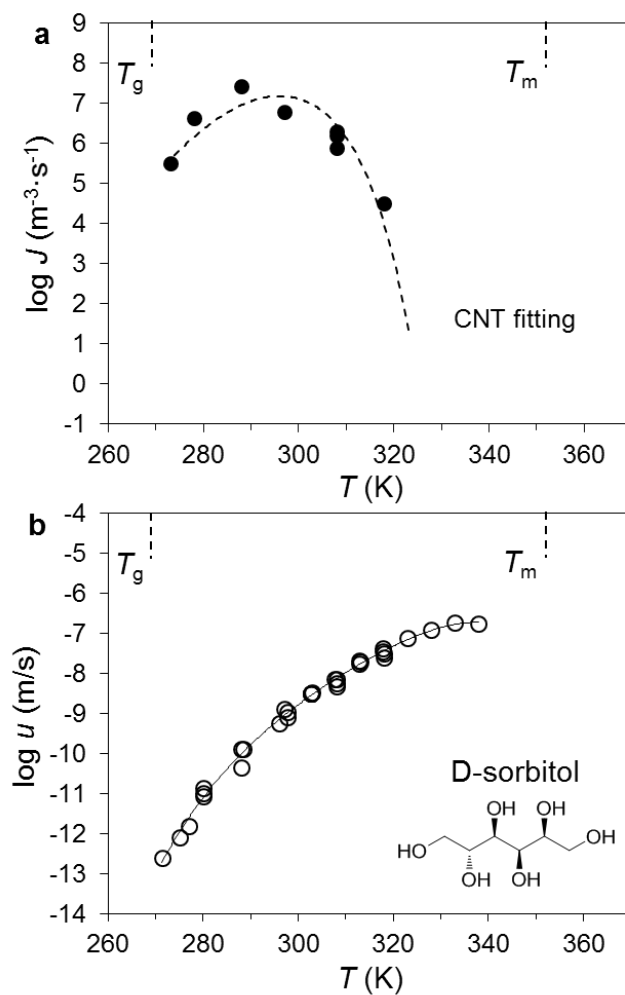 a
log J (m⁻³·s⁻¹)
9
8
7
6
5
4
3
2
1
0
-1
Tg
Tm
CNT fitting
260 280 300 320 340 360
T (K)
b
log u (m/s)
-4
-5
-6
-7
-8
-9
-10
-11
-12
-13
-14
Tg
Tm
D-sorbitol
OH OH
HO OH
OH OH
260 280 300 320 340 360
T (K)